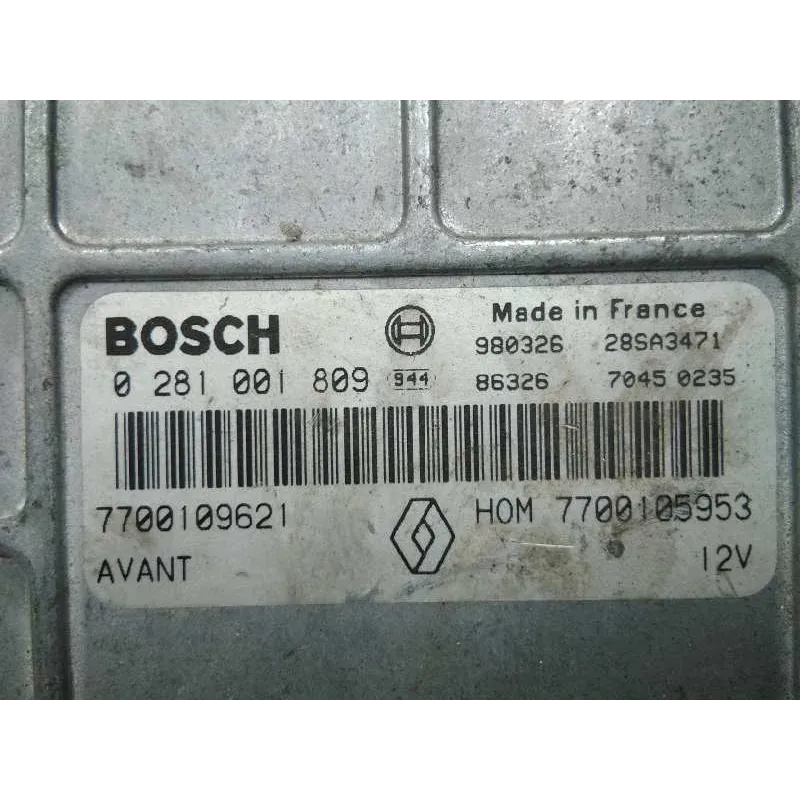 BOSCH Made in France
980326 28SA3471
0 281 001 809 944 86326 7045 0235
7700109621 HOM 7700105953
AVANT 12V